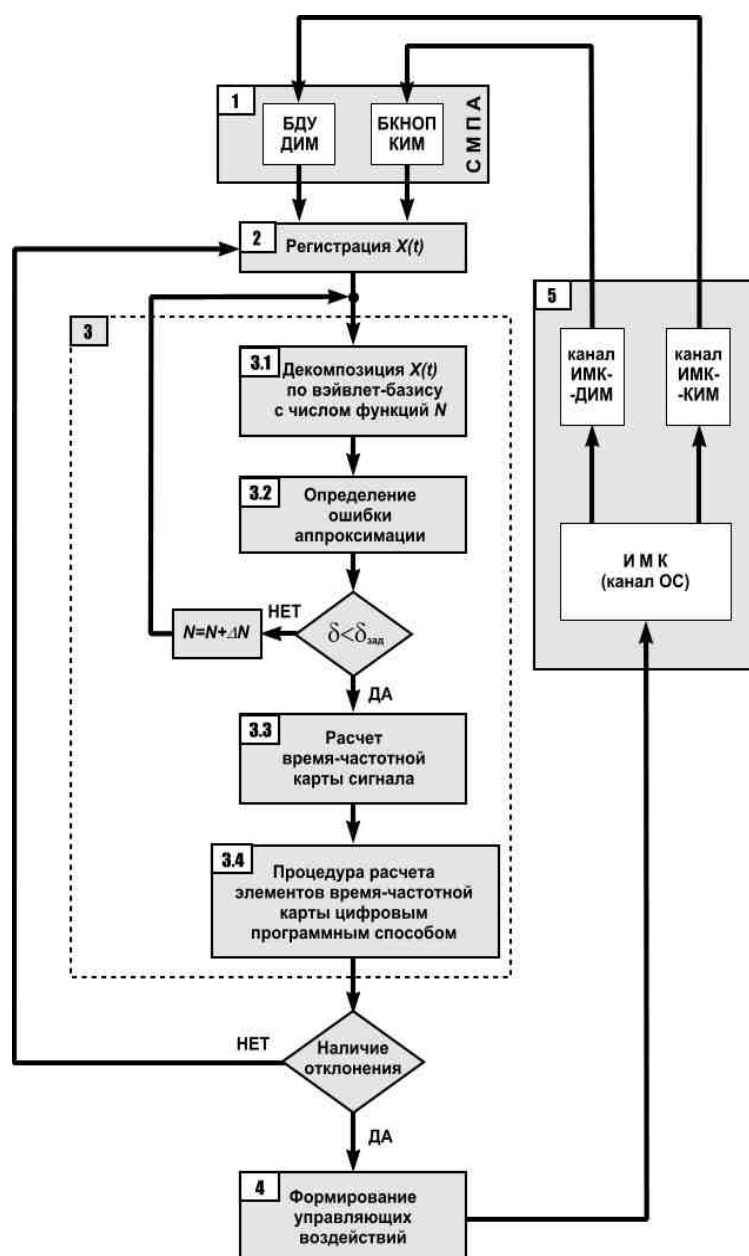 1
БДУ
ДИМ
БКНОП
КИМ
СМПА
2
Регистрация X(t)
3
3.1
Декомпозиция X(t)
по вэйвлет-базису
с числом функций N
3.2
Определение
ошибки
аппроксимации
НЕТ
N=N+ΔN
δ<δзад
ДА
3.3
Расчет
время-частотной
карты сигнала
3.4
Процедура расчета
элементов время-частотной
карты цифровым
программным способом
НЕТ
Наличие
отклонения
ДА
4
Формирование
управляющих
воздействий
5
канал
ИМК-
-ДИМ
канал
ИМК-
-КИМ
И М К
(канал ОС)